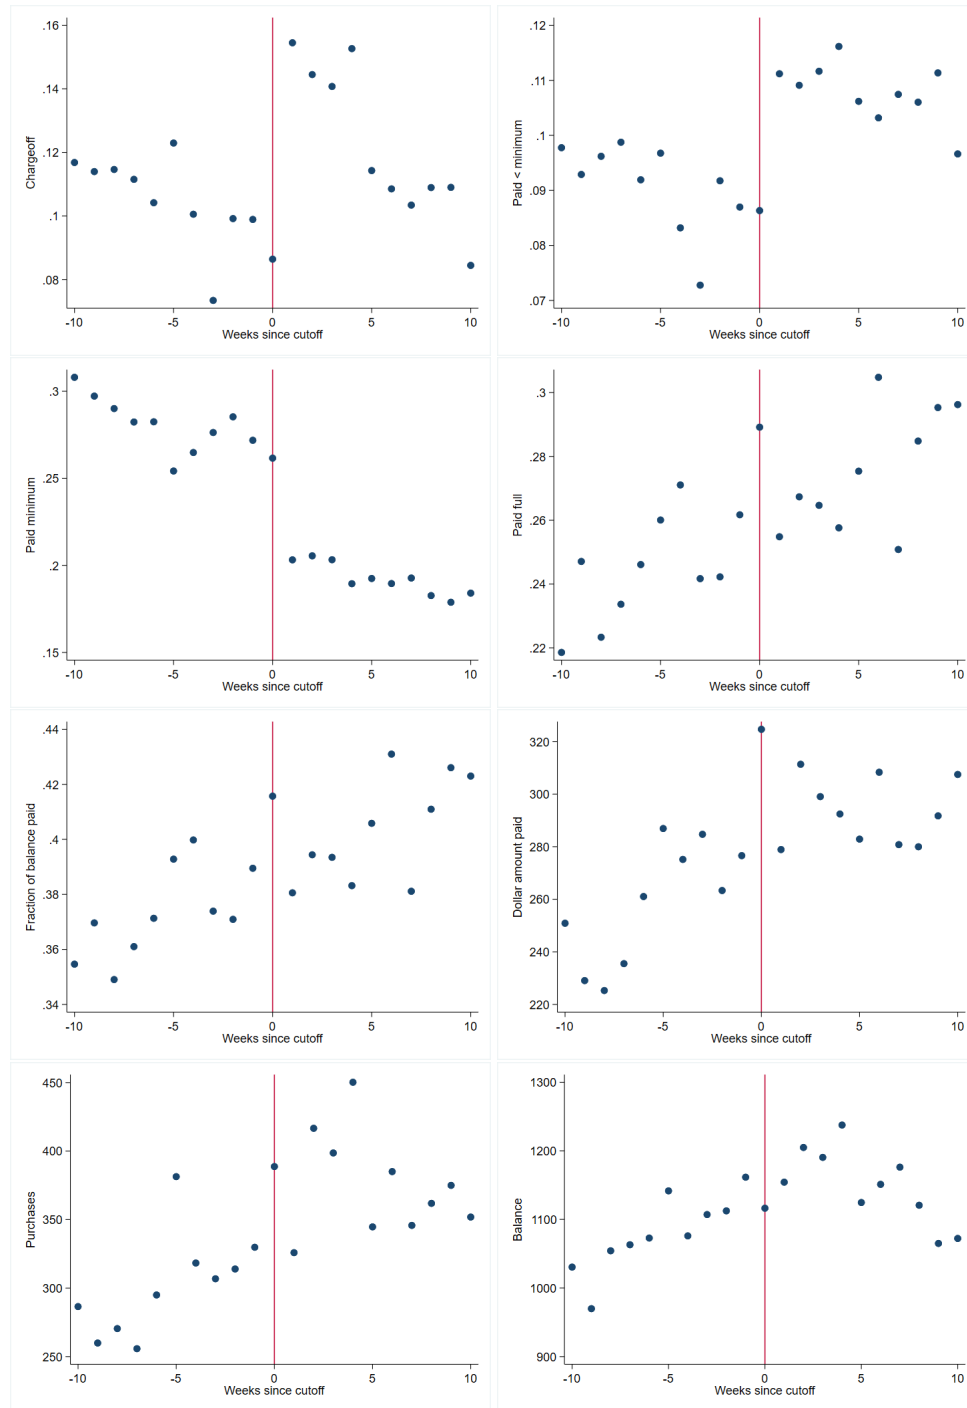 Chargeoff
.16
.14
.12
.1
.08
-10 -5 0 5 10
Weeks since cutoff
Paid < minimum
.12
.11
.1
.09
.08
.07
-10 -5 0 5 10
Weeks since cutoff
Paid minimum
.3
.25
.2
.15
-10 -5 0 5 10
Weeks since cutoff
Paid full
.3
.28
.26
.24
.22
-10 -5 0 5 10
Weeks since cutoff
Fraction of balance paid
.44
.42
.4
.38
.36
.34
-10 -5 0 5 10
Weeks since cutoff
Dollar amount paid
320
300
280
260
240
220
-10 -5 0 5 10
Weeks since cutoff
Purchases
450
400
350
300
250
-10 -5 0 5 10
Weeks since cutoff
Balance
1300
1200
1100
1000
900
-10 -5 0 5 10
Weeks since cutoff